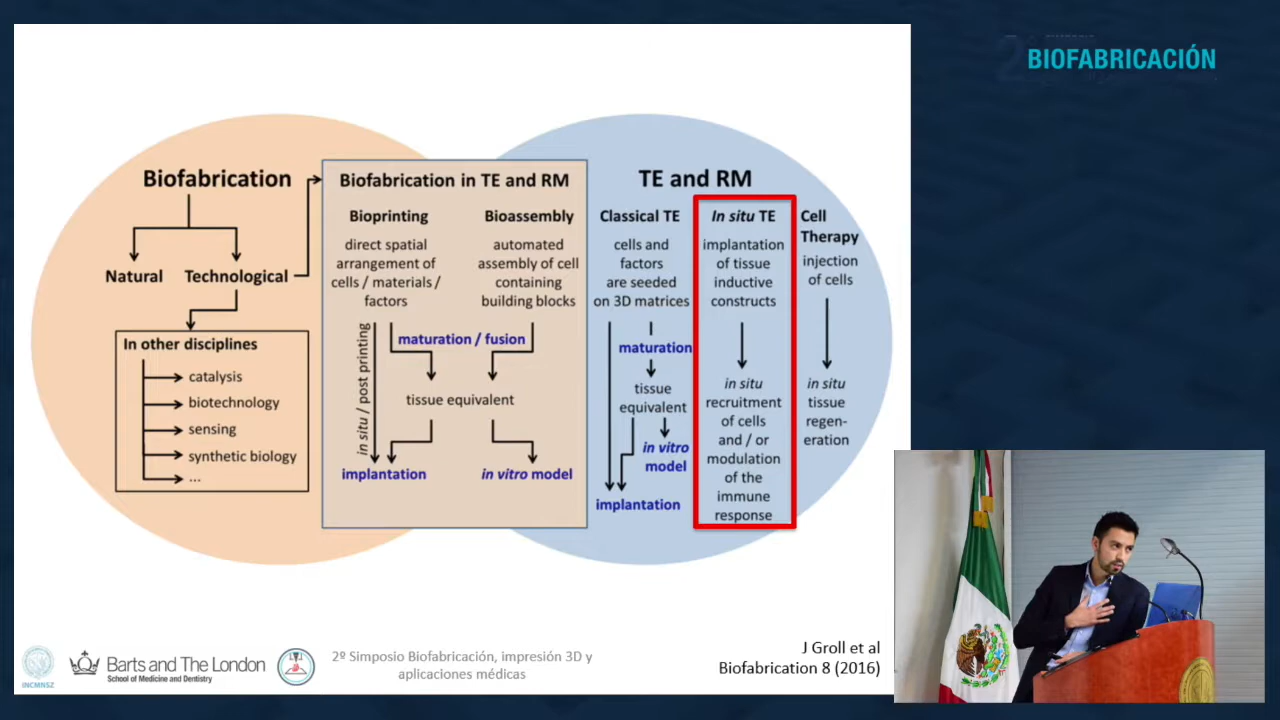 BIOFABRICACIÓN
Biofabrication
Natural
Technological
In other disciplines
catalysis
biotechnology
sensing
synthetic biology
...
Biofabrication in TE and RM
Bioprinting
direct spatial
arrangement of
cells / materials /
factors
Bioassembly
automated
assembly of cell
containing
building blocks
in situ / post printing
maturation / fusion
tissue equivalent
implantation
in vitro model
TE and RM
Classical TE
cells and
factors
are seeded
on 3D matrices
maturation
tissue
equivalent
in vitro
model
implantation
In situ TE
implantation
of tissue
inductive
constructs
in situ
recruitment
of cells
and / or
modulation
of the
immune
response
Cell
Therapy
injection
of cells
in situ
tissue
regen-
eration
INCMNSZ
Barts and The London
School of Medicine and Dentistry
2º Simposio Biofabricación, impresión 3D y
aplicaciones médicas
J Groll et al
Biofabrication 8 (2016)